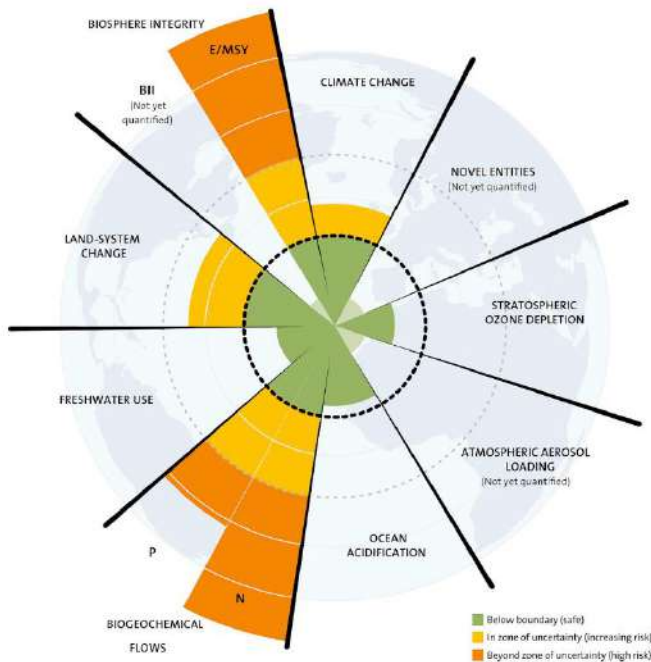 BIOSPHERE INTEGRITY
E/MSY
BII
(Not yet
quantified)
CLIMATE CHANGE
NOVEL ENTITIES
(Not yet quantified)
LAND-SYSTEM
CHANGE
STRATOSPHERIC
OZONE DEPLETION
FRESHWATER USE
ATMOSPHERIC AEROSOL
LOADING
(Not yet quantified)
OCEAN
ACIDIFICATION
P
N
BIOGEOCHEMICAL
FLOWS
Below boundary (safe)
In zone of uncertainty (increasing risk)
Beyond zone of uncertainty (high risk)